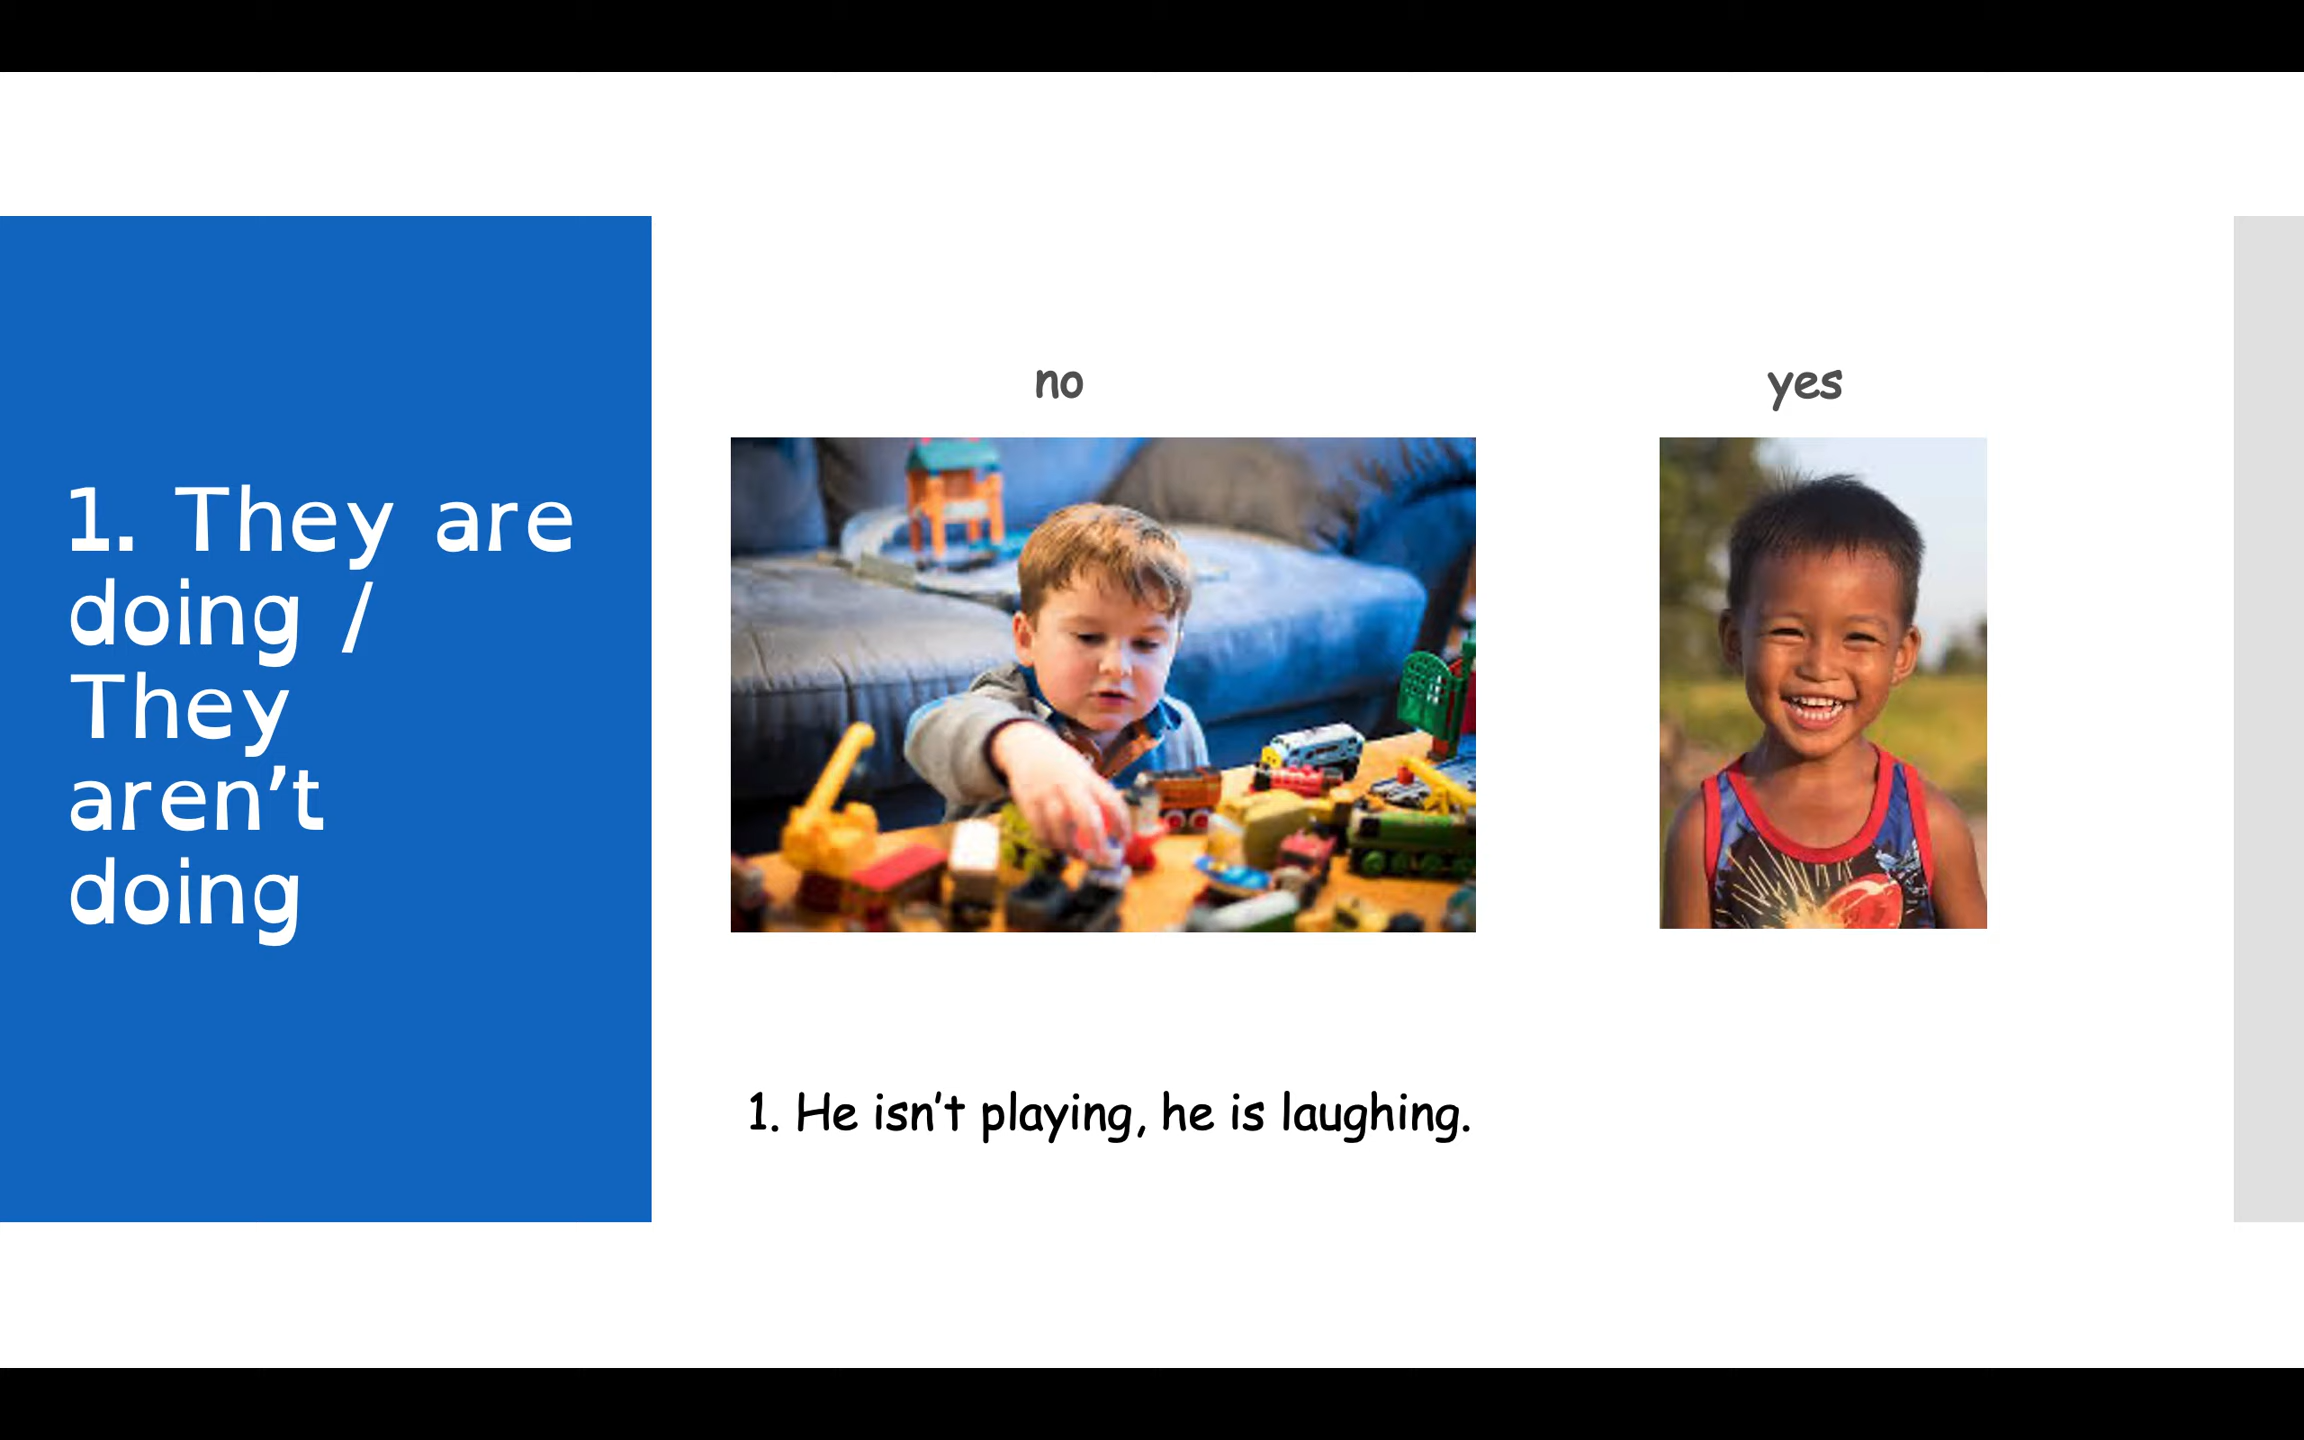 1. They are
doing /
They
aren’t
doing
no
yes
1. He isn’t playing, he is laughing.